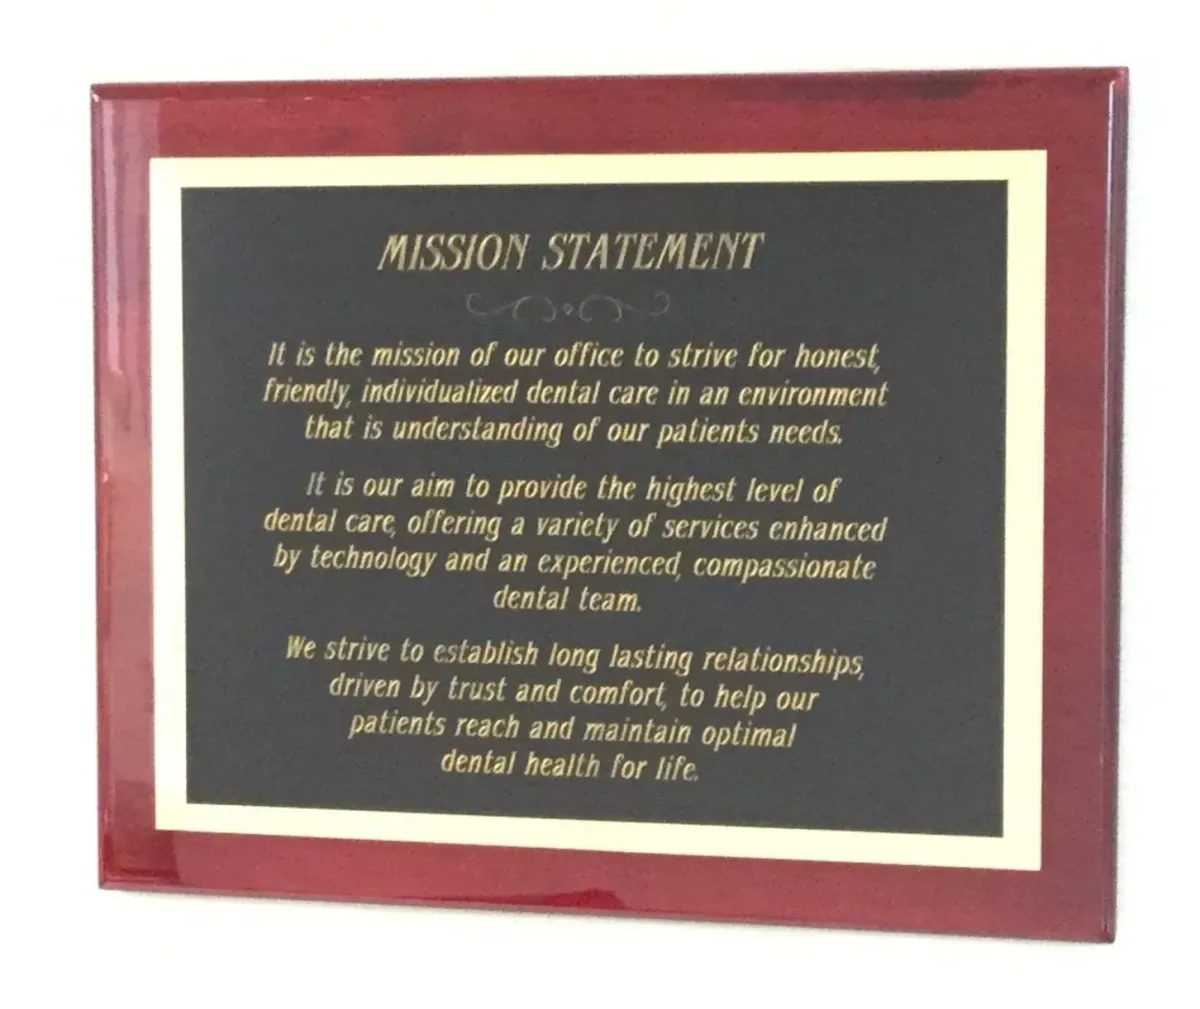 MISSION STATEMENT
It is the mission of our office to strive for honest,
friendly, individualized dental care in an environment
that is understanding of our patients needs.
It is our aim to provide the highest level of
dental care, offering a variety of services enhanced
by technology and an experienced, compassionate
dental team.
We strive to establish long lasting relationships,
driven by trust and comfort, to help our
patients reach and maintain optimal
dental health for life.